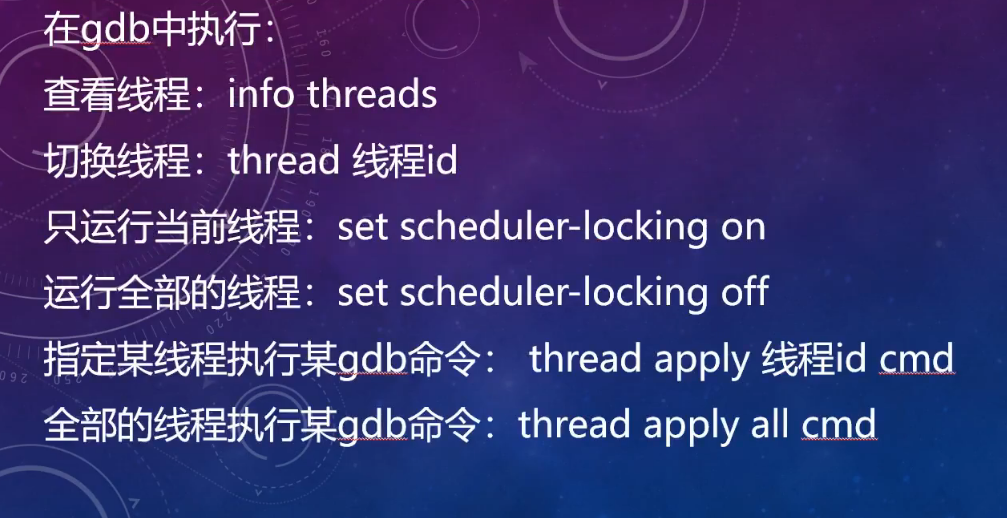 在gdb中执行：
查看线程：info threads
切换线程：thread 线程id
只运行当前线程：set scheduler-locking on
运行全部的线程：set scheduler-locking off
指定某线程执行某gdb命令： thread apply 线程id cmd
全部的线程执行某gdb命令：thread apply all cmd